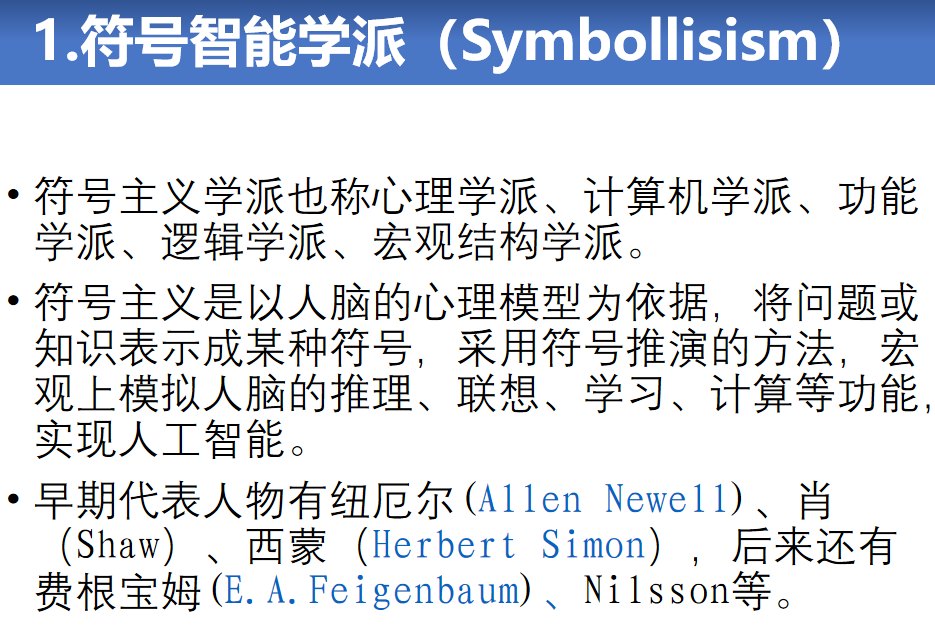 1.符号智能学派（Symbollisism）
• 符号主义学派也称心理学派、计算机学派、功能
学派、逻辑学派、宏观结构学派。
• 符号主义是以人脑的心理模型为依据，将问题或
知识表示成某种符号，采用符号推演的方法，宏
观上模拟人脑的推理、联想、学习、计算等功能，
实现人工智能。
• 早期代表人物有纽厄尔(Allen Newell)、肖
（Shaw）、西蒙（Herbert Simon），后来还有
费根宝姆(E.A.Feigenbaum)、Nilsson等。